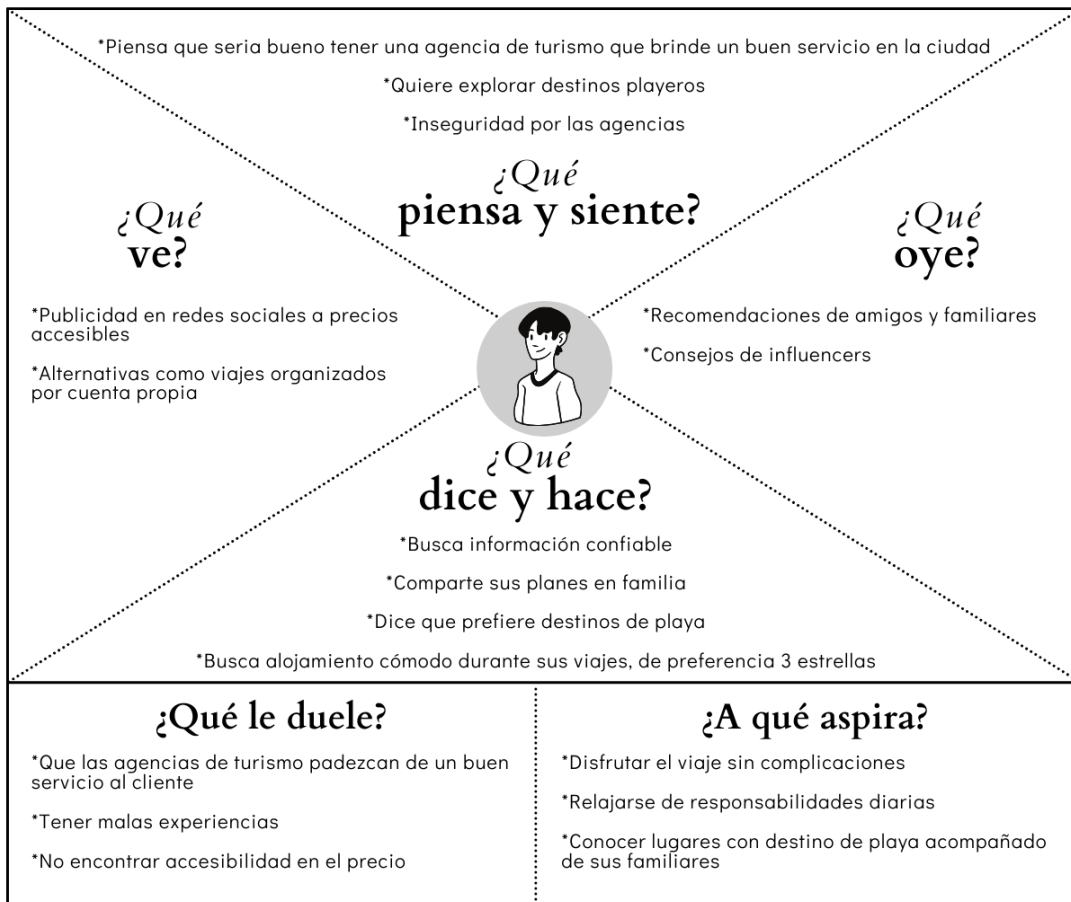 *Piensa que seria bueno tener una agencia de turismo que brinde un buen servicio en la ciudad
*Quiere explorar destinos playeros
*Inseguridad por las agencias
¿Qué
piensa y siente?
¿Qué
ve?
*Publicidad en redes sociales a precios
accesibles
*Alternativas como viajes organizados
por cuenta propia
¿Qué
oye?
*Recomendaciones de amigos y familiares
*Consejos de influencers
¿Qué
dice y hace?
*Busca información confiable
*Comparte sus planes en familia
*Dice que prefiere destinos de playa
*Busca alojamiento cómodo durante sus viajes, de preferencia 3 estrellas
¿Qué le duele?
*Que las agencias de turismo padezcan de un buen
servicio al cliente
*Tener malas experiencias
*No encontrar accesibilidad en el precio
¿A qué aspira?
*Disfrutar el viaje sin complicaciones
*Relajarse de responsabilidades diarias
*Conocer lugares con destino de playa acompañado
de sus familiares